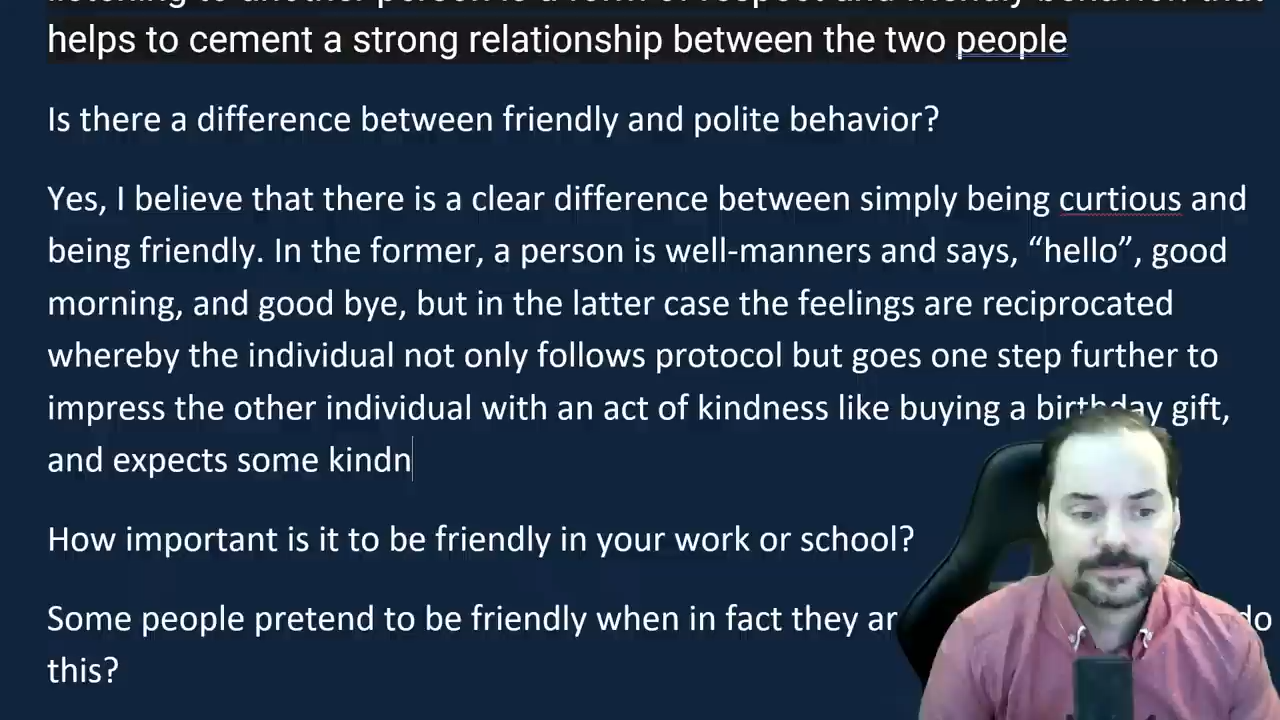 helps to cement a strong relationship between the two people
Is there a difference between friendly and polite behavior?
Yes, I believe that there is a clear difference between simply being curtious and
being friendly. In the former, a person is well-manners and says, “hello”, good
morning, and good bye, but in the latter case the feelings are reciprocated
whereby the individual not only follows protocol but goes one step further to
impress the other individual with an act of kindness like buying a birthday gift,
and expects some kindn
How important is it to be friendly in your work or school?
Some people pretend to be friendly when in fact they do
this?